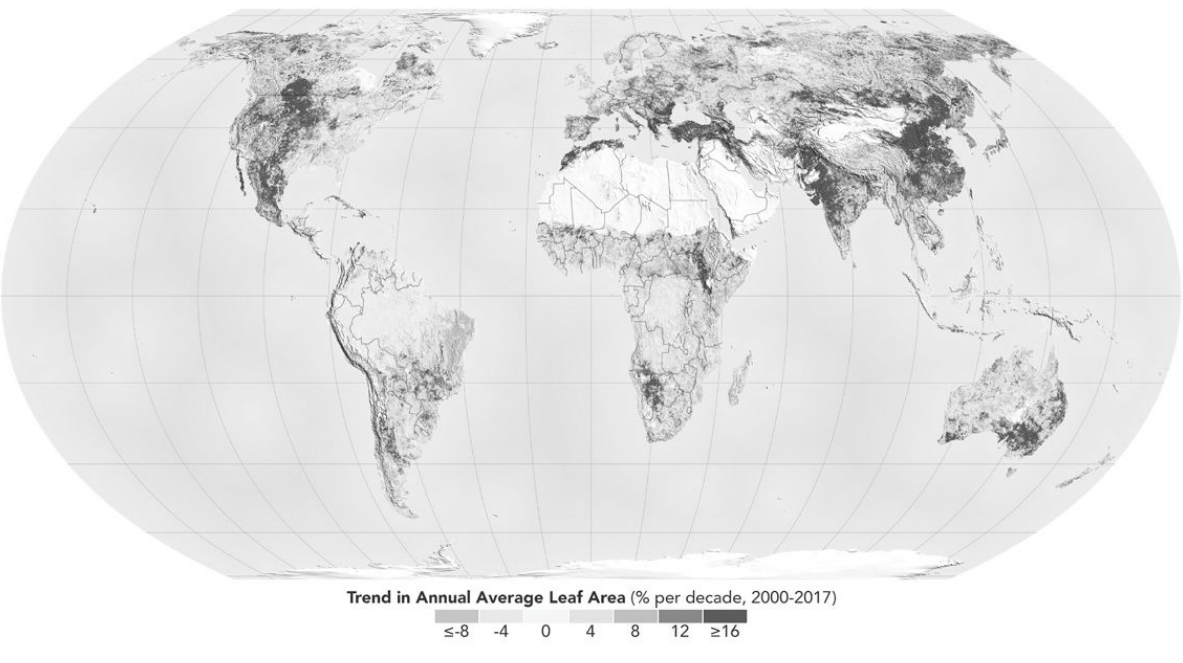 Trend in Annual Average Leaf Area (% per decade, 2000-2017)
≤-8 -4 0 4 8 12 ≥16